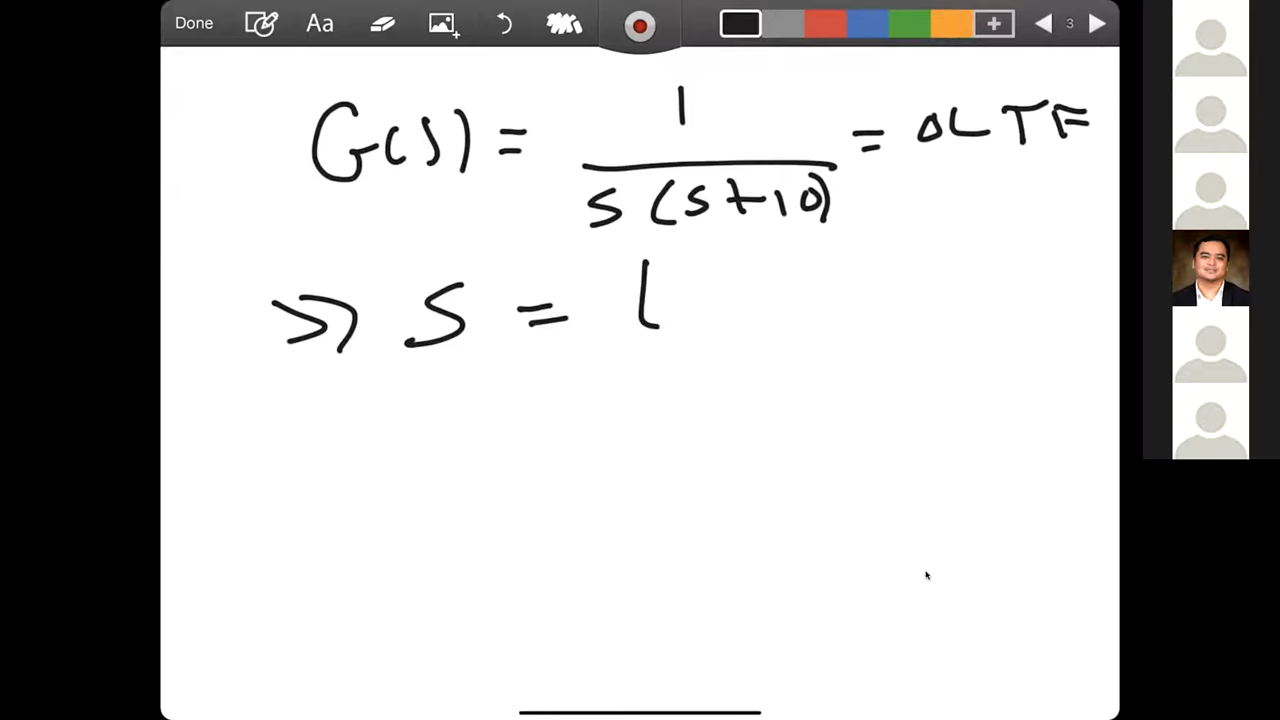 Done Aa 3
G(s) = 1 / s(s+10) = OLTF
>> s = t